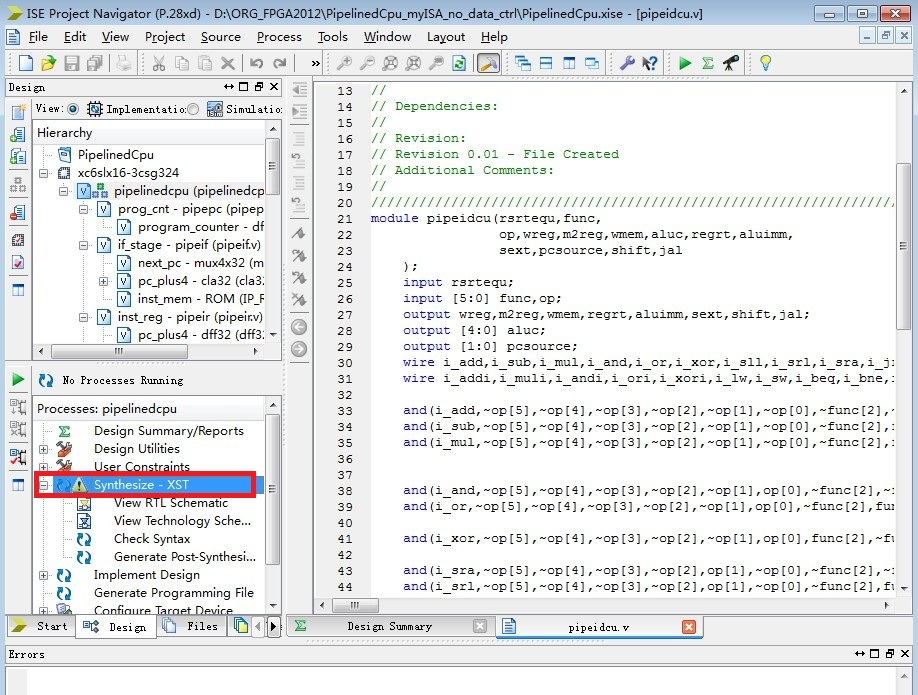 ISE Project Navigator (P.28xd) - D:\ORG_FPGA2012\PipelinedCpu_myISA_no_data_ctrl\PipelinedCpu.xise - [pipeidcu.v]
File Edit View Project Source Process Tools Window Layout Help
»
Design
View: Implementatio Simulatio
Hierarchy
PipelinedCpu
xc6slx16-3csg324
pipelinedcpu (pipelinedcp
prog_cnt - pipepc (pipep
program_counter - df
if_stage - pipeif (pipeif.v)
next_pc - mux4x32 (m
pc_plus4 - cla32 (cla3
inst_mem - ROM (IP_R
inst_reg - pipeir (pipeir.v)
pc_plus4 - dff32 (dff3
No Processes Running
Processes: pipelinedcpu
Design Summary/Reports
Design Utilities
User Constraints
Synthesize - XST
View RTL Schematic
View Technology Sche...
Check Syntax
Generate Post-Synthesi...
Implement Design
Generate Programming File
Configure Target Device
Start Design Files
13 //
14 // Dependencies:
15 //
16 // Revision:
17 // Revision 0.01 - File Created
18 // Additional Comments:
19 //
20 //////////////////////////////////////////////////////////////////
21 module pipeidcu(rsrtequ,func,
22 op,wreg,m2reg,wmem,aluc,regrt,aluimm,
23 sext,pcsource,shift,jal
24 );
25 input rsrtequ;
26 input [5:0] func,op;
27 output wreg,m2reg,wmem,regrt,aluimm,sext,shift,jal;
28 output [4:0] aluc;
29 output [1:0] pcsource;
30 wire i_add,i_sub,i_mul,i_and,i_or,i_xor,i_sll,i_srl,i_sra,i_jr
31 wire i_addi,i_muli,i_andi,i_ori,i_xori,i_lw,i_sw,i_beq,i_bne,i
32
33 and(i_add,~op[5],~op[4],~op[3],~op[2],~op[1],~op[0],~func[2],~
34 and(i_sub,~op[5],~op[4],~op[3],~op[2],~op[1],~op[0],~func[2],~
35 and(i_mul,~op[5],~op[4],~op[3],~op[2],~op[1],~op[0],~func[2],~
36
37
38 and(i_and,~op[5],~op[4],~op[3],~op[2],~op[1],op[0],~func[2],~
39 and(i_or,~op[5],~op[4],~op[3],~op[2],~op[1],op[0],~func[2],fun
40
41 and(i_xor,~op[5],~op[4],~op[3],~op[2],~op[1],op[0],func[2],~fu
42
43 and(i_sra,~op[5],~op[4],~op[3],~op[2],op[1],~op[0],~func[2],~
44 and(i_srl,~op[5],~op[4],~op[3],~op[2],op[1],~op[0],~func[2],fu
Design Summary pipeidcu.v
Errors